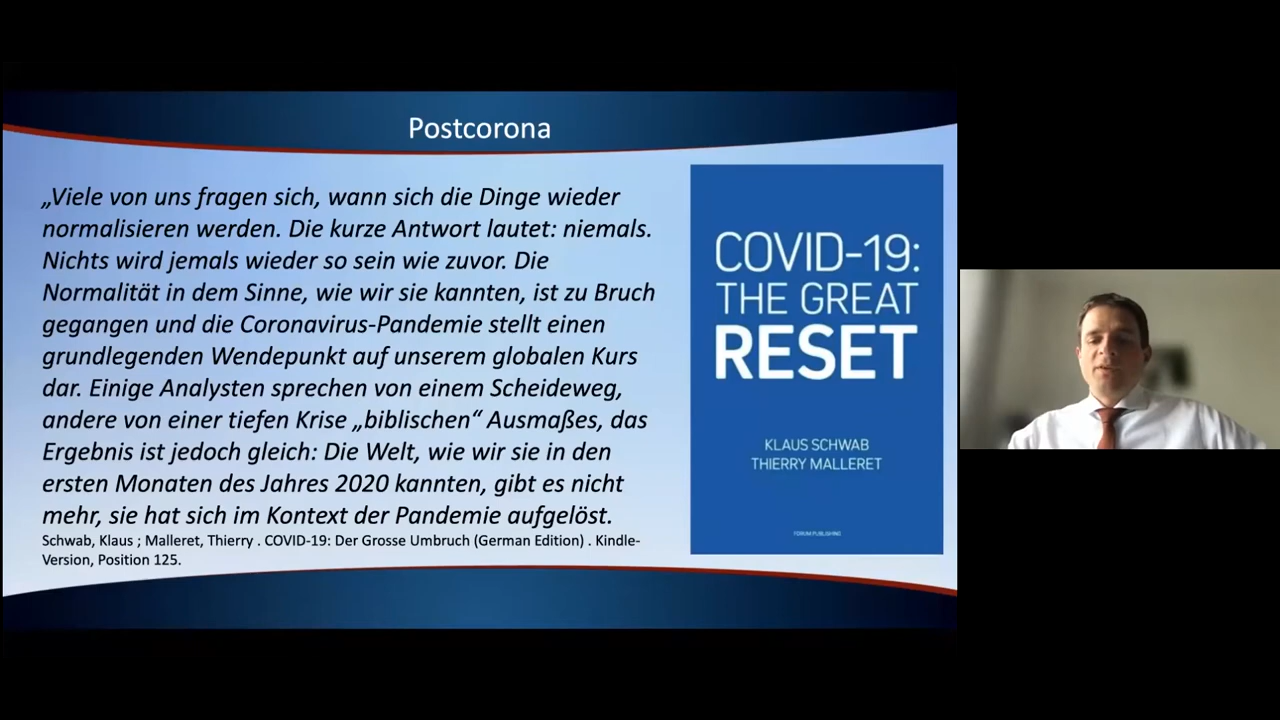 Postcorona
„Viele von uns fragen sich, wann sich die Dinge wieder
normalisieren werden. Die kurze Antwort lautet: niemals.
Nichts wird jemals wieder so sein wie zuvor. Die
Normalität in dem Sinne, wie wir sie kannten, ist zu Bruch
gegangen und die Coronavirus-Pandemie stellt einen
grundlegenden Wendepunkt auf unserem globalen Kurs
dar. Einige Analysten sprechen von einem Scheideweg,
andere von einer tiefen Krise „biblischen“ Ausmaßes, das
Ergebnis ist jedoch gleich: Die Welt, wie wir sie in den
ersten Monaten des Jahres 2020 kannten, gibt es nicht
mehr, sie hat sich im Kontext der Pandemie aufgelöst.
Schwab, Klaus ; Malleret, Thierry . COVID-19: Der Grosse Umbruch (German Edition) . Kindle-
Version, Position 125.
COVID-19:
THE GREAT
RESET
KLAUS SCHWAB
THIERRY MALLERET
FORUM PUBLISHING